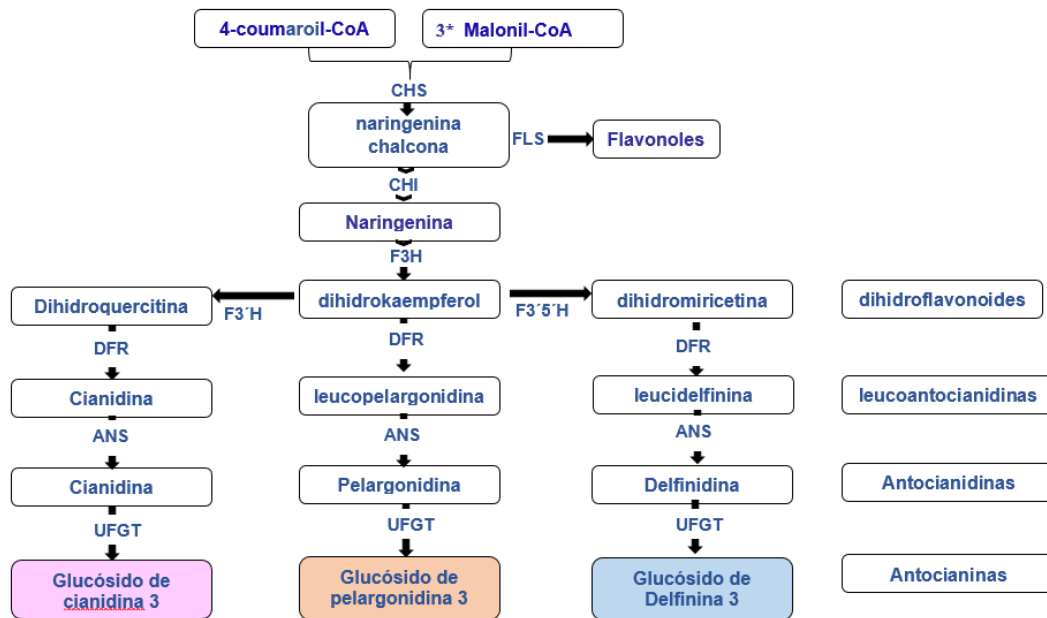 4-coumaroil-CoA
3* Malonil-CoA
CHS
naringenina
chalcona
FLS
Flavonoles
CHI
Naringenina
F3H
Dihidroquercitina
F3´H
dihidrokaempferol
F3´5´H
dihidromiricetina
dihidroflavonoides
DFR
DFR
DFR
Cianidina
leucopelargonidina
leucidelfinina
leucoantocianidinas
ANS
ANS
ANS
Cianidina
Pelargonidina
Delfinidina
Antocianidinas
UFGT
UFGT
UFGT
Glucósido de
cianidina 3
Glucósido de
pelargonidina 3
Glucósido de
Delfinina 3
Antocianinas